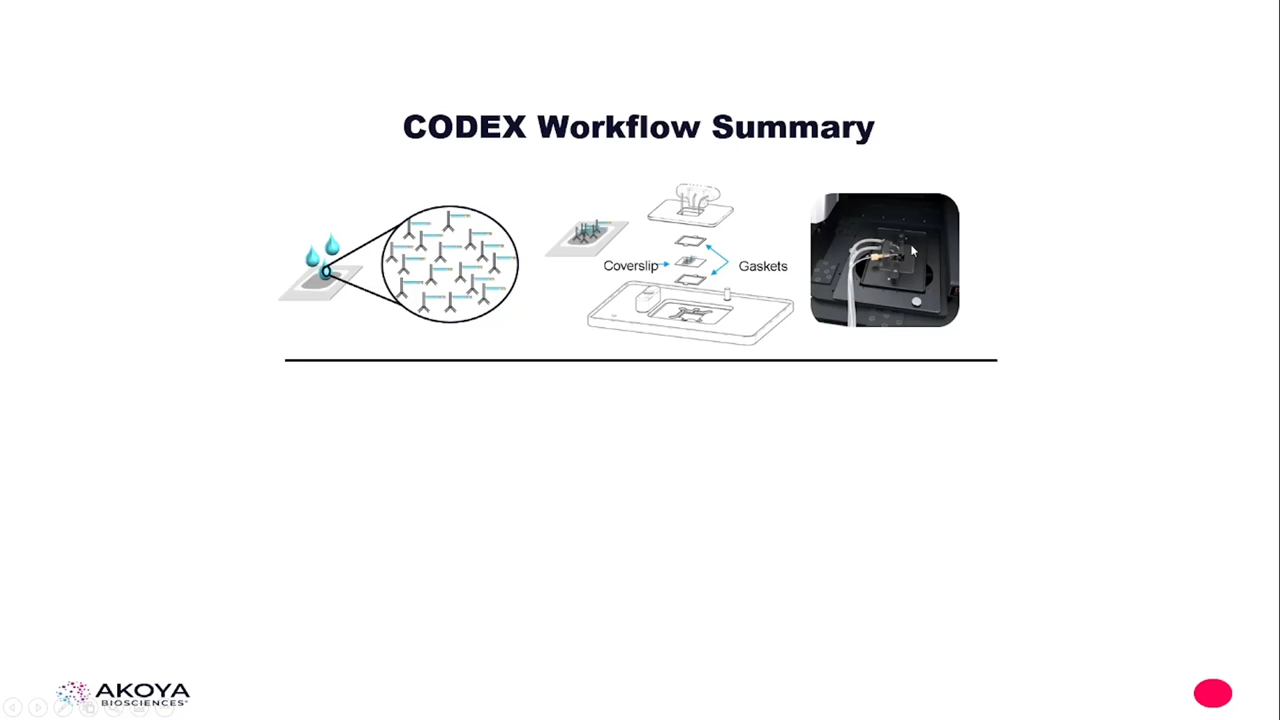 CODEX Workflow Summary
Coverslip
Gaskets
AKOYA
BIOSCIENCES®